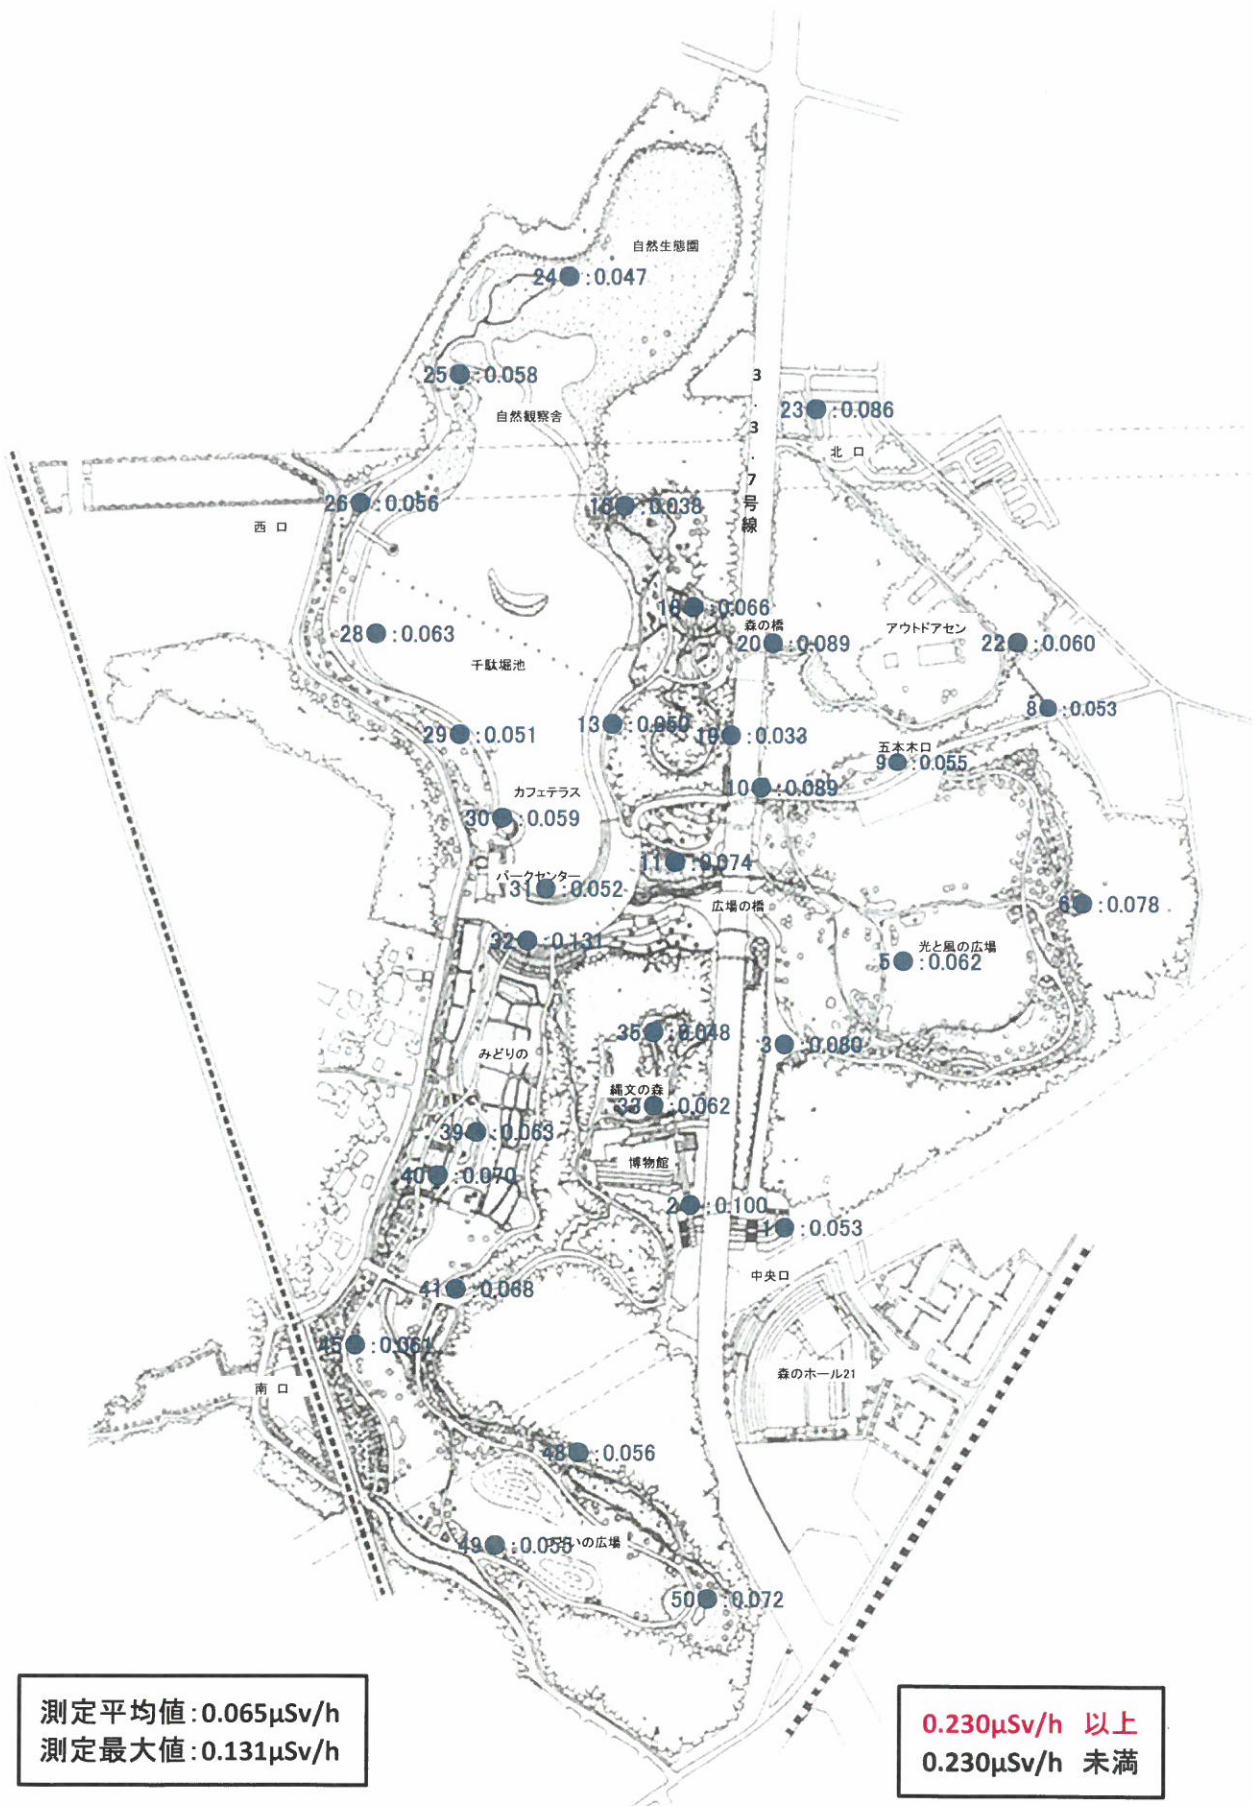 自然生態園
24 : 0.047
3・3・7号線
25 : 0.058
23 : 0.086
自然観察舎
北 口
26 : 0.056
: 0.038
西 口
: 0.066
森の橋
アウトドアセン
28 : 0.063
20 : 0.089
22 : 0.060
千駄堀池
8 : 0.053
13 : 0.050
: 0.033
29 : 0.051
五本木口
9 : 0.055
10 : 0.089
カフェテラス
30 : 0.059
11 : 0.074
パークセンター
31 : 0.052
広場の橋
6 : 0.078
32 : 0.131
光と風の広場
5 : 0.062
35 : 0.048
3 : 0.080
みどりの
縄文の森
33 : 0.062
39 : 0.063
博物館
40 : 0.070
2 : 0.100
1 : 0.053
中央口
41 : 0.068
45 : 0.061
森のホール21
南 口
48 : 0.056
49 : 0.055
つどいの広場
50 : 0.072
測定平均値：0.065μSv/h
測定最大値：0.131μSv/h
0.230μSv/h 以上
0.230μSv/h 未満